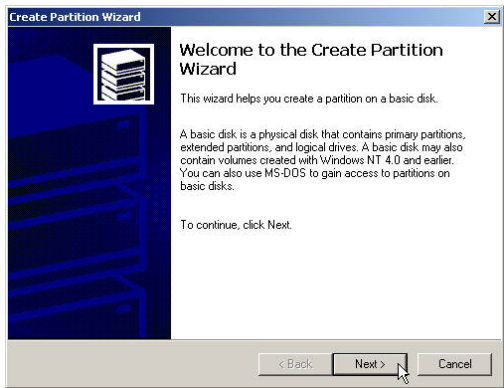 Create Partition Wizard
Welcome to the Create Partition
Wizard
This wizard helps you create a partition on a basic disk.
A basic disk is a physical disk that contains primary partitions,
extended partitions, and logical drives. A basic disk may also
contain volumes created with Windows NT 4.0 and earlier.
You can also use MS-DOS to gain access to partitions on
basic disks.
To continue, click Next.
< Back
Next >
Cancel